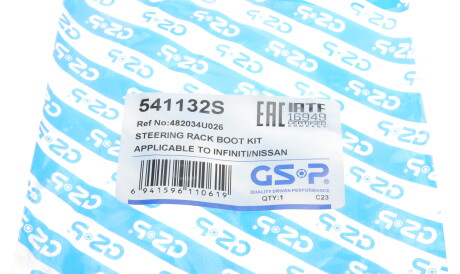 541132S
Ref No:482034U026
STEERING RACK BOOT KIT
APPLICABLE TO INFINITI/NISSAN
EAC IATF
16949
CERTIFIED
6 941596 110619
GSP
QUALITY DRIVEN PERFORMANCE
QTY:1 C23